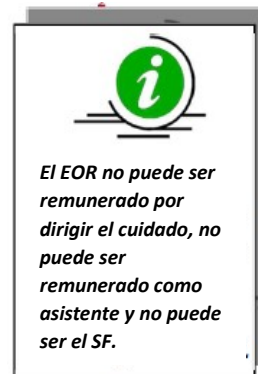 i
El EOR no puede ser
remunerado por
dirigir el cuidado, no
puede ser
remunerado como
asistente y no puede
ser el SF.